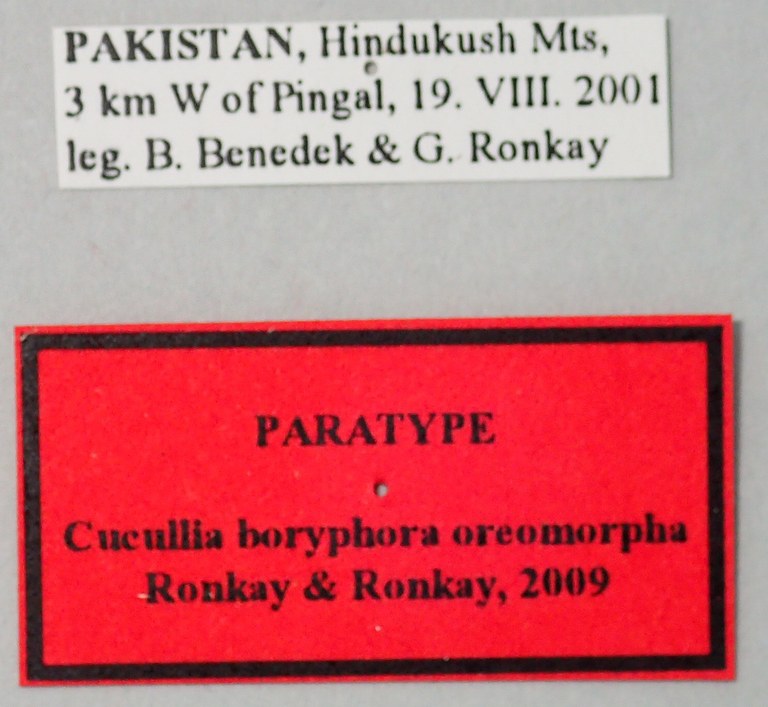 PAKISTAN, Hindukush Mts,
3 km W of Pingal, 19. VIII. 2001
leg. B. Benedek & G. Ronkay
PARATYPE
Cucullia boryphora oreomorpha
Ronkay & Ronkay, 2009